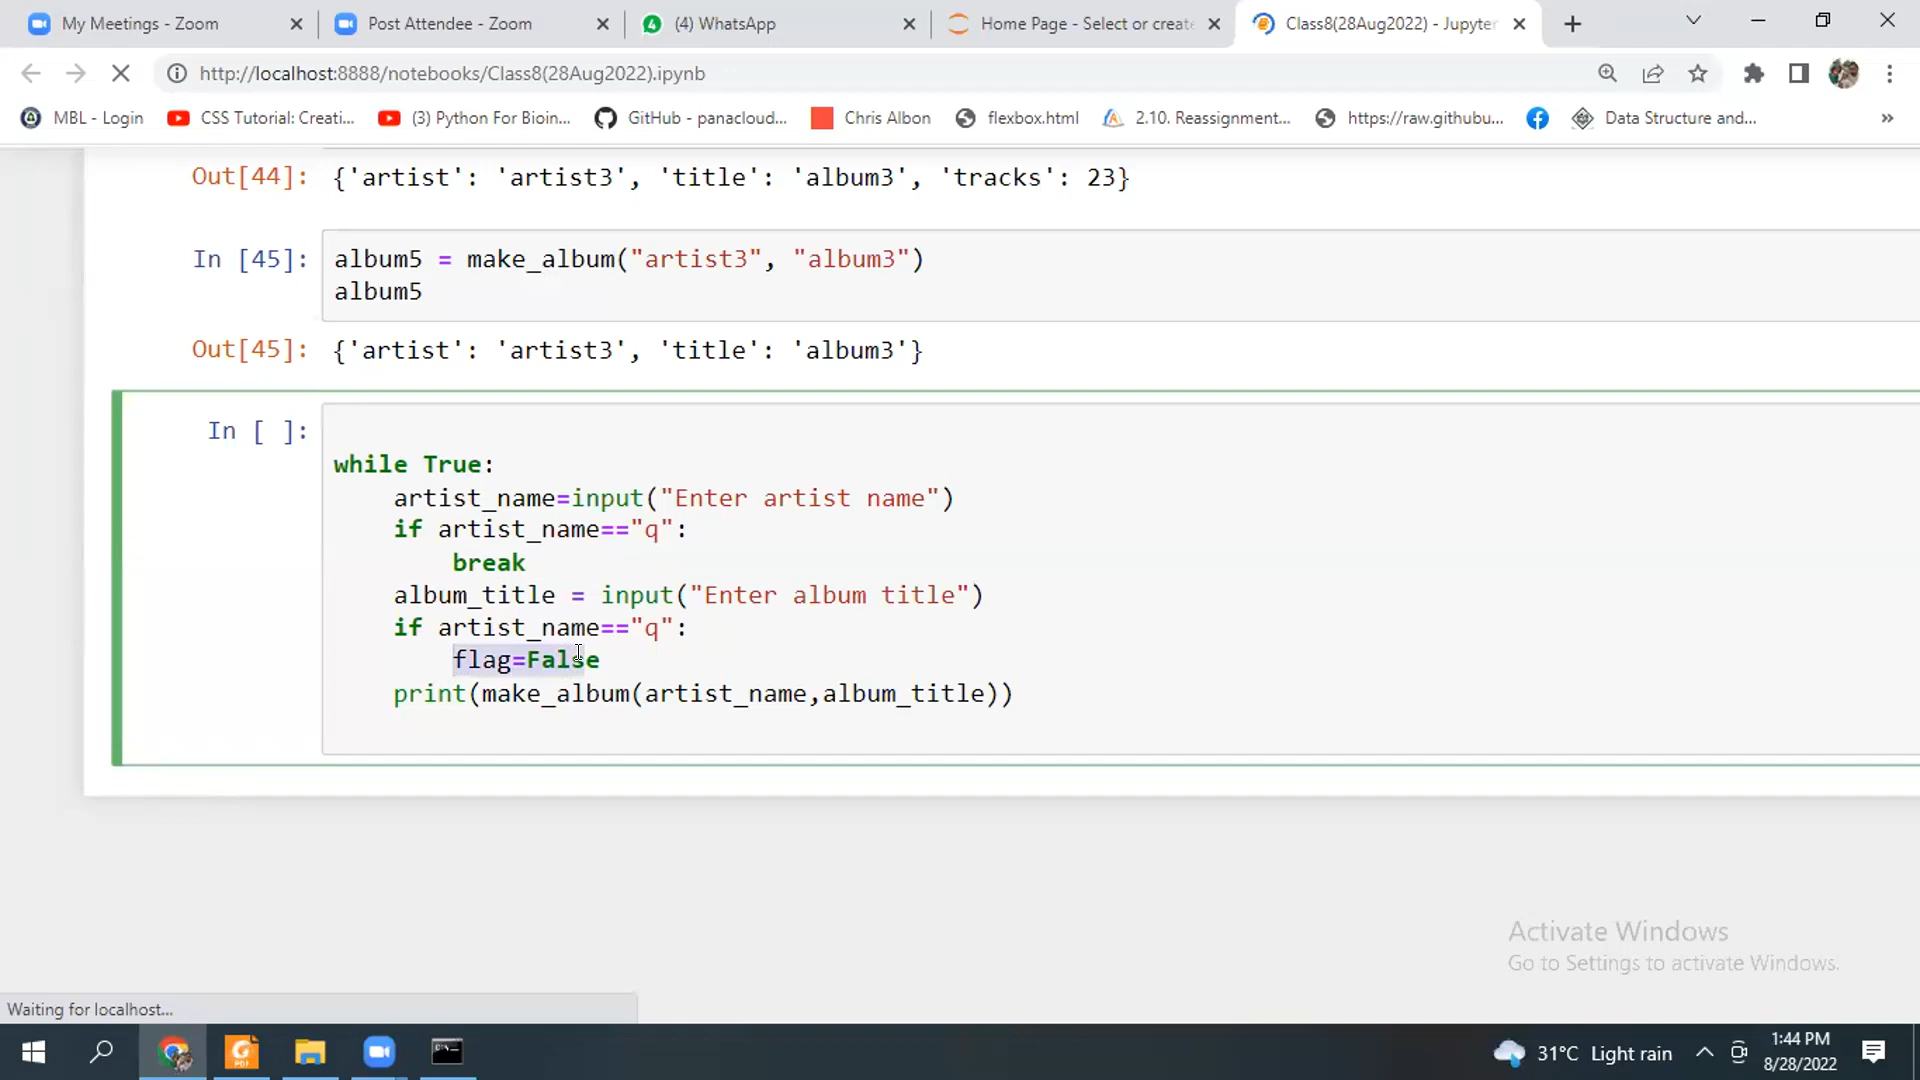 My Meetings - Zoom
Post Attendee - Zoom
(4) WhatsApp
Home Page - Select or create
Class8(28Aug2022) - Jupyter
http://localhost:8888/notebooks/Class8(28Aug2022).ipynb
MBL - Login
CSS Tutorial: Creati...
(3) Python For Bioin...
GitHub - panacloud...
Chris Albon
flexbox.html
2.10. Reassignment...
https://raw.githubu...
Data Structure and...
»
Out[44]: {'artist': 'artist3', 'title': 'album3', 'tracks': 23}
In [45]: album5 = make_album("artist3", "album3")
album5
Out[45]: {'artist': 'artist3', 'title': 'album3'}
In [ ]:
while True:
artist_name=input("Enter artist name")
if artist_name=="q":
break
album_title = input("Enter album title")
if artist_name=="q":
flag=False
print(make_album(artist_name,album_title))
Activate Windows
Go to Settings to activate Windows.
Waiting for localhost...
31°C Light rain
1:44 PM
8/28/2022